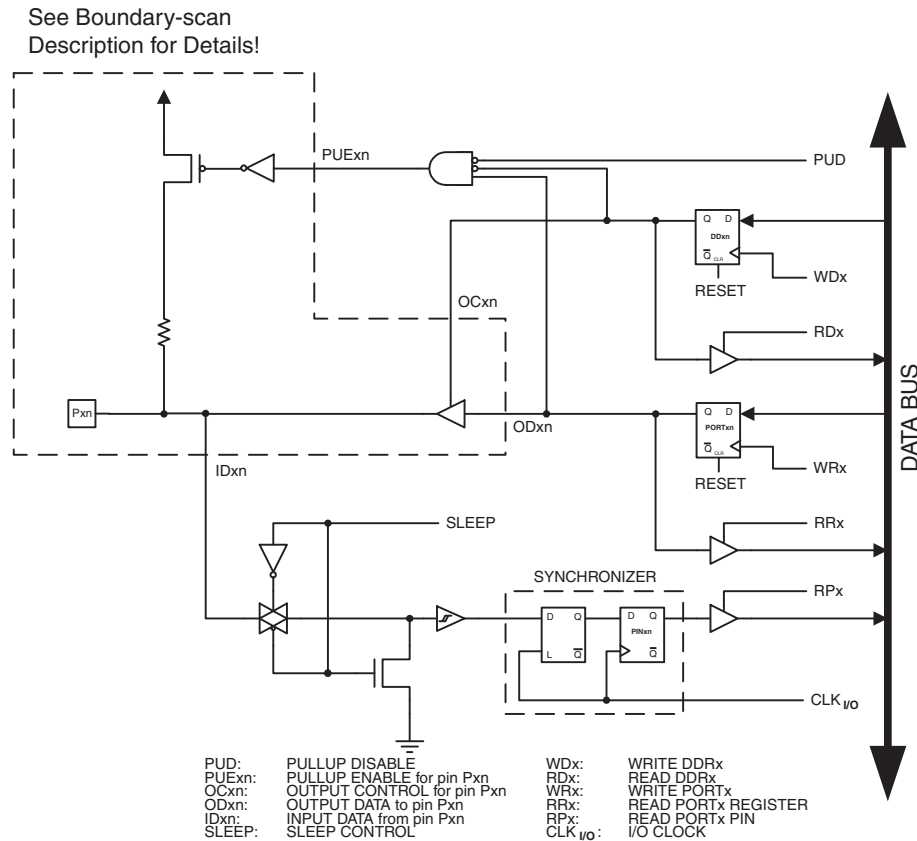 See Boundary-scan
Description for Details!
PUExn
PUD
Q D
DDxn
Q CLR
RESET
WDx
OCxn
RDx
Pxn
ODxn
Q D
PORTxn
Q CLR
RESET
WRx
IDxn
SLEEP
RRx
SYNCHRONIZER
RPx
D Q
L Q
PINxn
D Q
Q
CLK I/O
DATA BUS
PUD: PULLUP DISABLE
PUExn: PULLUP ENABLE for pin Pxn
OCxn: OUTPUT CONTROL for pin Pxn
ODxn: OUTPUT DATA to pin Pxn
IDxn: INPUT DATA from pin Pxn
SLEEP: SLEEP CONTROL
WDx: WRITE DDRx
RDx: READ DDRx
WRx: WRITE PORTx
RRx: READ PORTx REGISTER
RPx: READ PORTx PIN
CLK I/O: I/O CLOCK